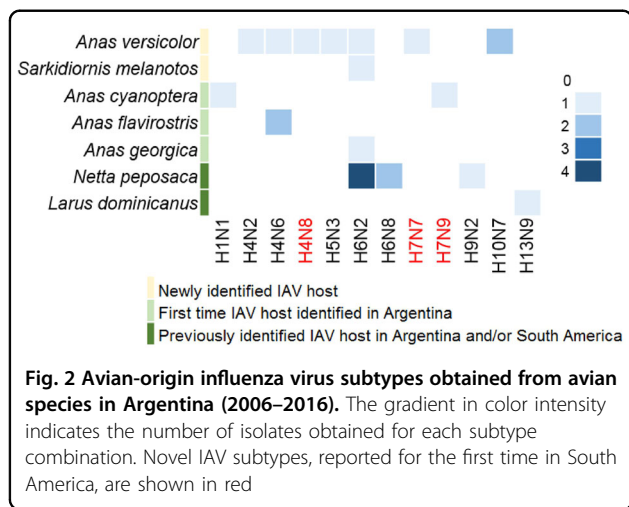 Anas versicolor
Sarkidiornis melanotos
Anas cyanoptera
Anas flavirostris
Anas georgica
Netta peposaca
Larus dominicanus
0
1
2
3
4
H1N1
H4N2
H4N6
H4N8
H5N3
H6N2
H6N8
H7N7
H7N9
H9N2
H10N7
H13N9
Newly identified IAV host
First time IAV host identified in Argentina
Previously identified IAV host in Argentina and/or South America
Fig. 2 Avian-origin influenza virus subtypes obtained from avian
species in Argentina (2006–2016). The gradient in color intensity
indicates the number of isolates obtained for each subtype
combination. Novel IAV subtypes, reported for the first time in South
America, are shown in red